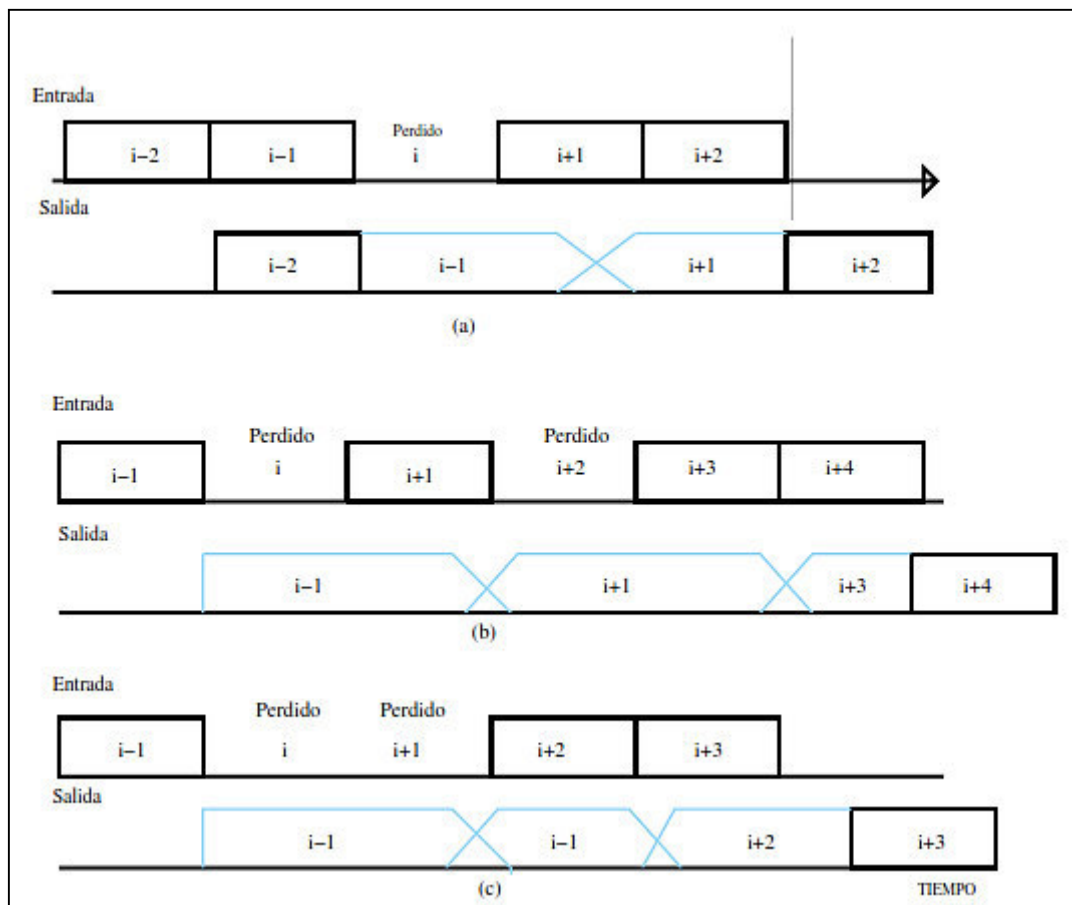 Entrada
Perdido
i−2 i−1 i i+1 i+2
Salida
i−2 i−1 i+1 i+2
(a)
Entrada
Perdido Perdido
i−1 i i+1 i+2 i+3 i+4
Salida
i−1 i+1 i+3 i+4
(b)
Entrada
Perdido Perdido
i−1 i i+1 i+2 i+3
Salida
i−1 i−1 i+2 i+3
(c) TIEMPO